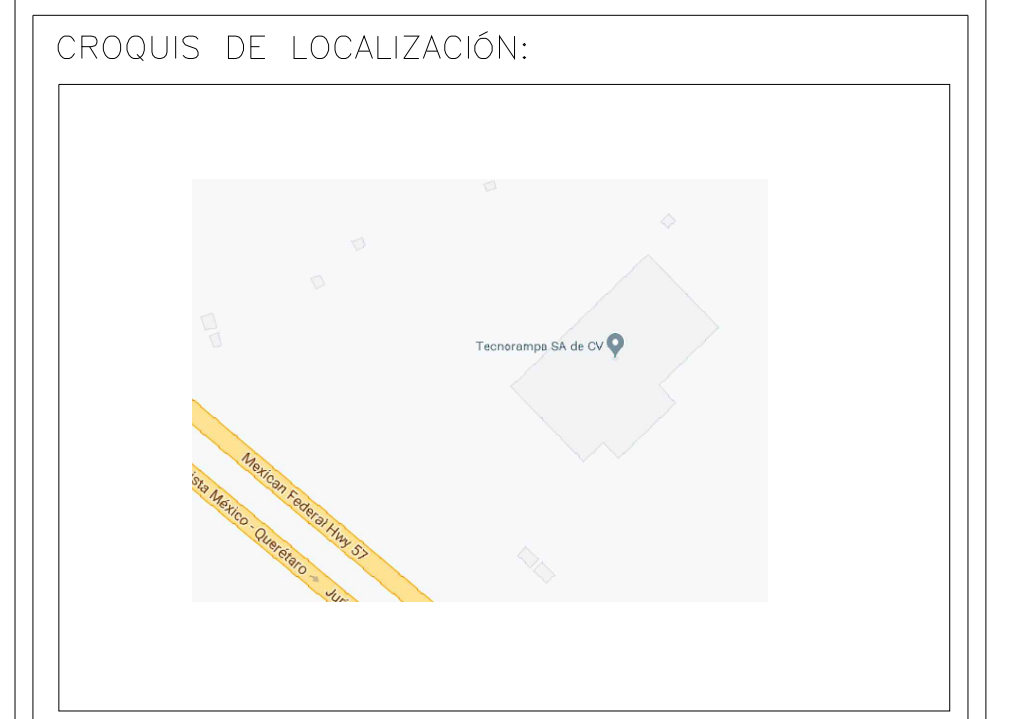 CROQUIS DE LOCALIZACIÓN:
Tecnorampa SA de CV
Mexican Federal Hwy 57
ista México - Querétaro